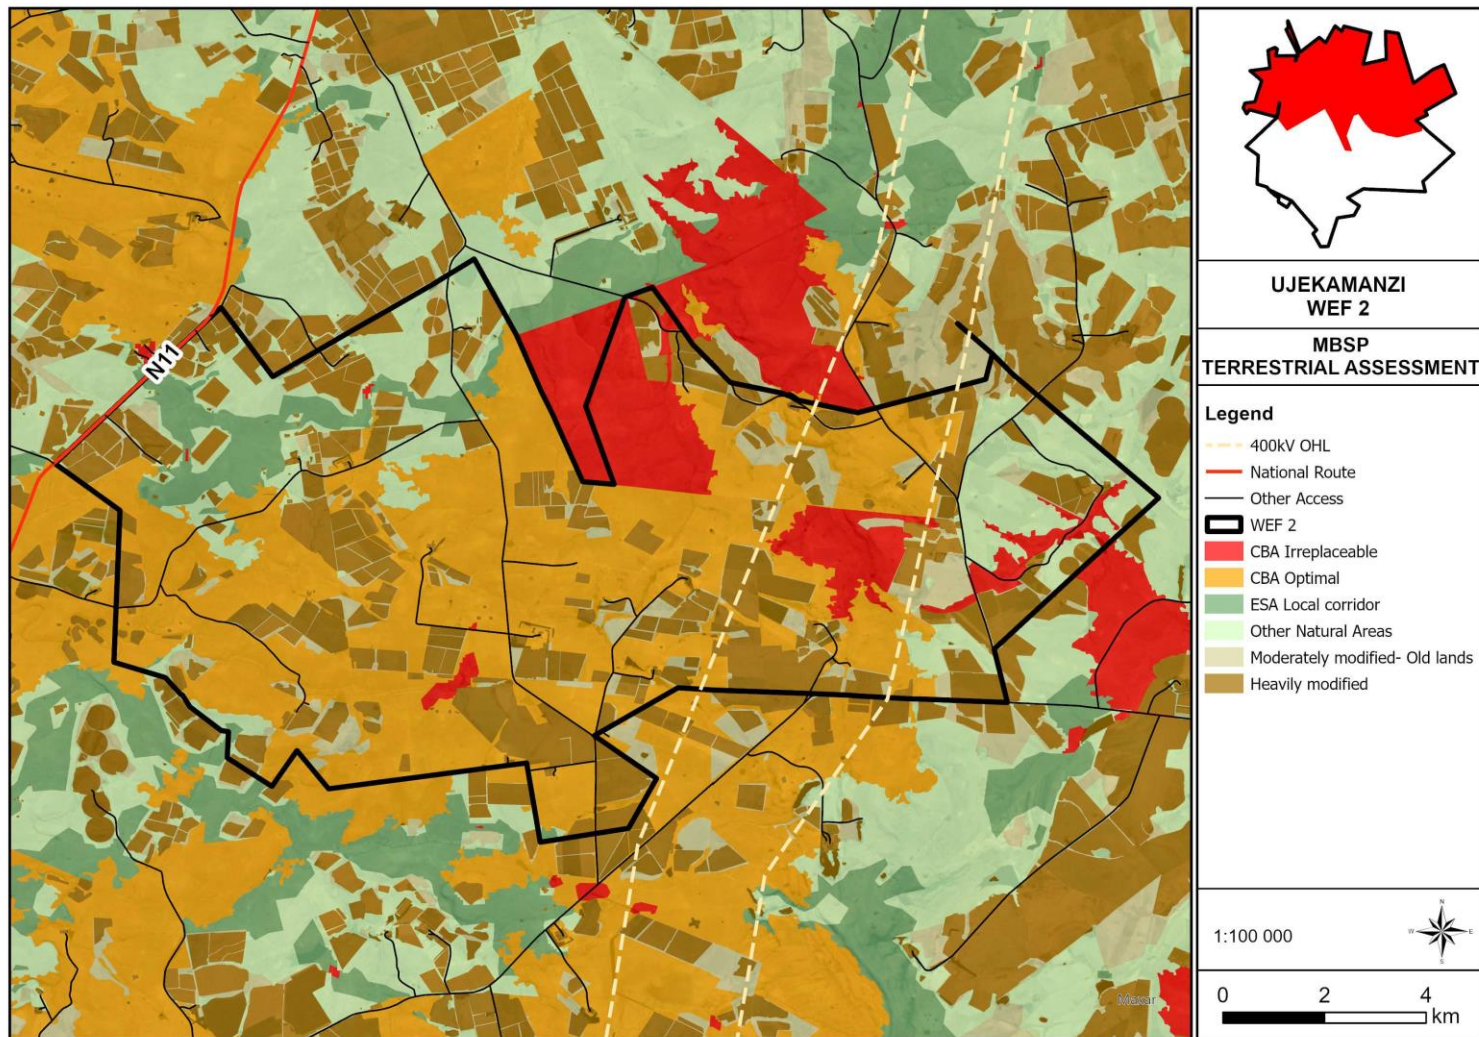 N11
Maxar
UJEKAMANZI
WEF 2
MBSP
TERRESTRIAL ASSESSMENT
Legend
400kV OHL
National Route
Other Access
WEF 2
CBA Irreplaceable
CBA Optimal
ESA Local corridor
Other Natural Areas
Moderately modified- Old lands
Heavily modified
1:100 000
N
W
E
S
0 2 4
km